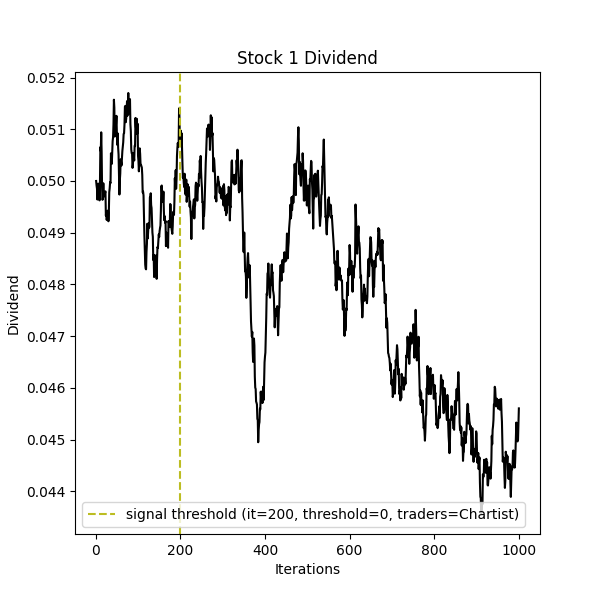 Stock 1 Dividend
0.052
0.051
0.050
0.049
0.048
0.047
0.046
0.045
0.044
Dividend
signal threshold (it=200, threshold=0, traders=Chartist)
0 200 400 600 800 1000
Iterations